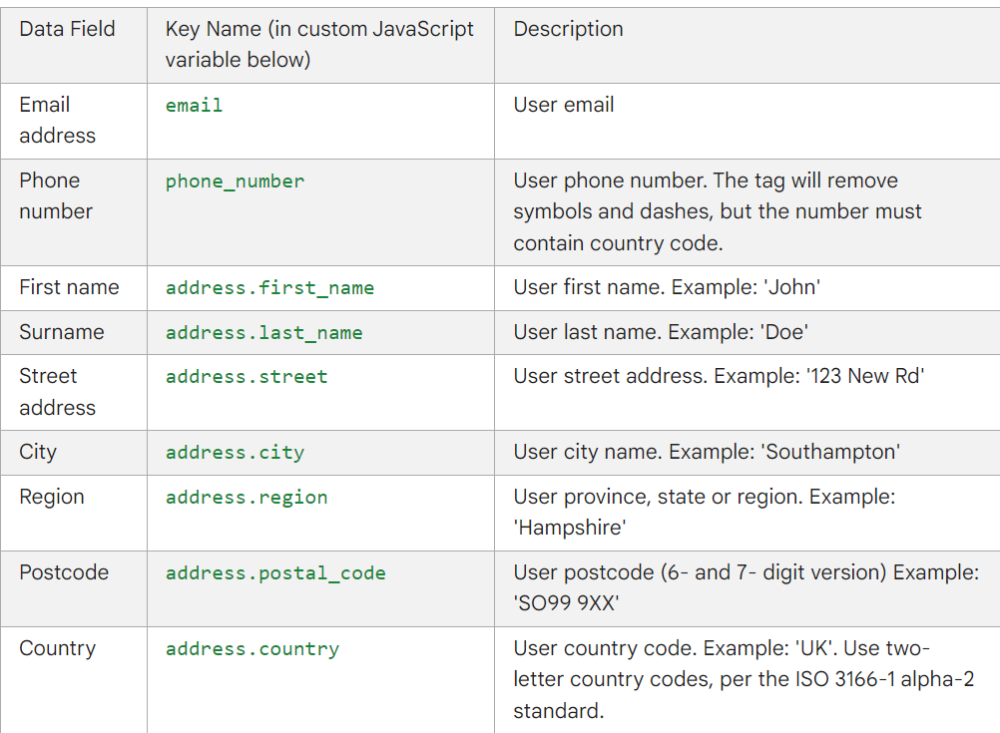 Data Field
Key Name (in custom JavaScript
variable below)
Description
Email
address
email
User email
Phone
number
phone_number
User phone number. The tag will remove
symbols and dashes, but the number must
contain country code.
First name
address.first_name
User first name. Example: 'John'
Surname
address.last_name
User last name. Example: 'Doe'
Street
address
address.street
User street address. Example: '123 New Rd'
City
address.city
User city name. Example: 'Southampton'
Region
address.region
User province, state or region. Example:
'Hampshire'
Postcode
address.postal_code
User postcode (6- and 7- digit version) Example:
'SO99 9XX'
Country
address.country
User country code. Example: 'UK'. Use two-
letter country codes, per the ISO 3166-1 alpha-2
standard.